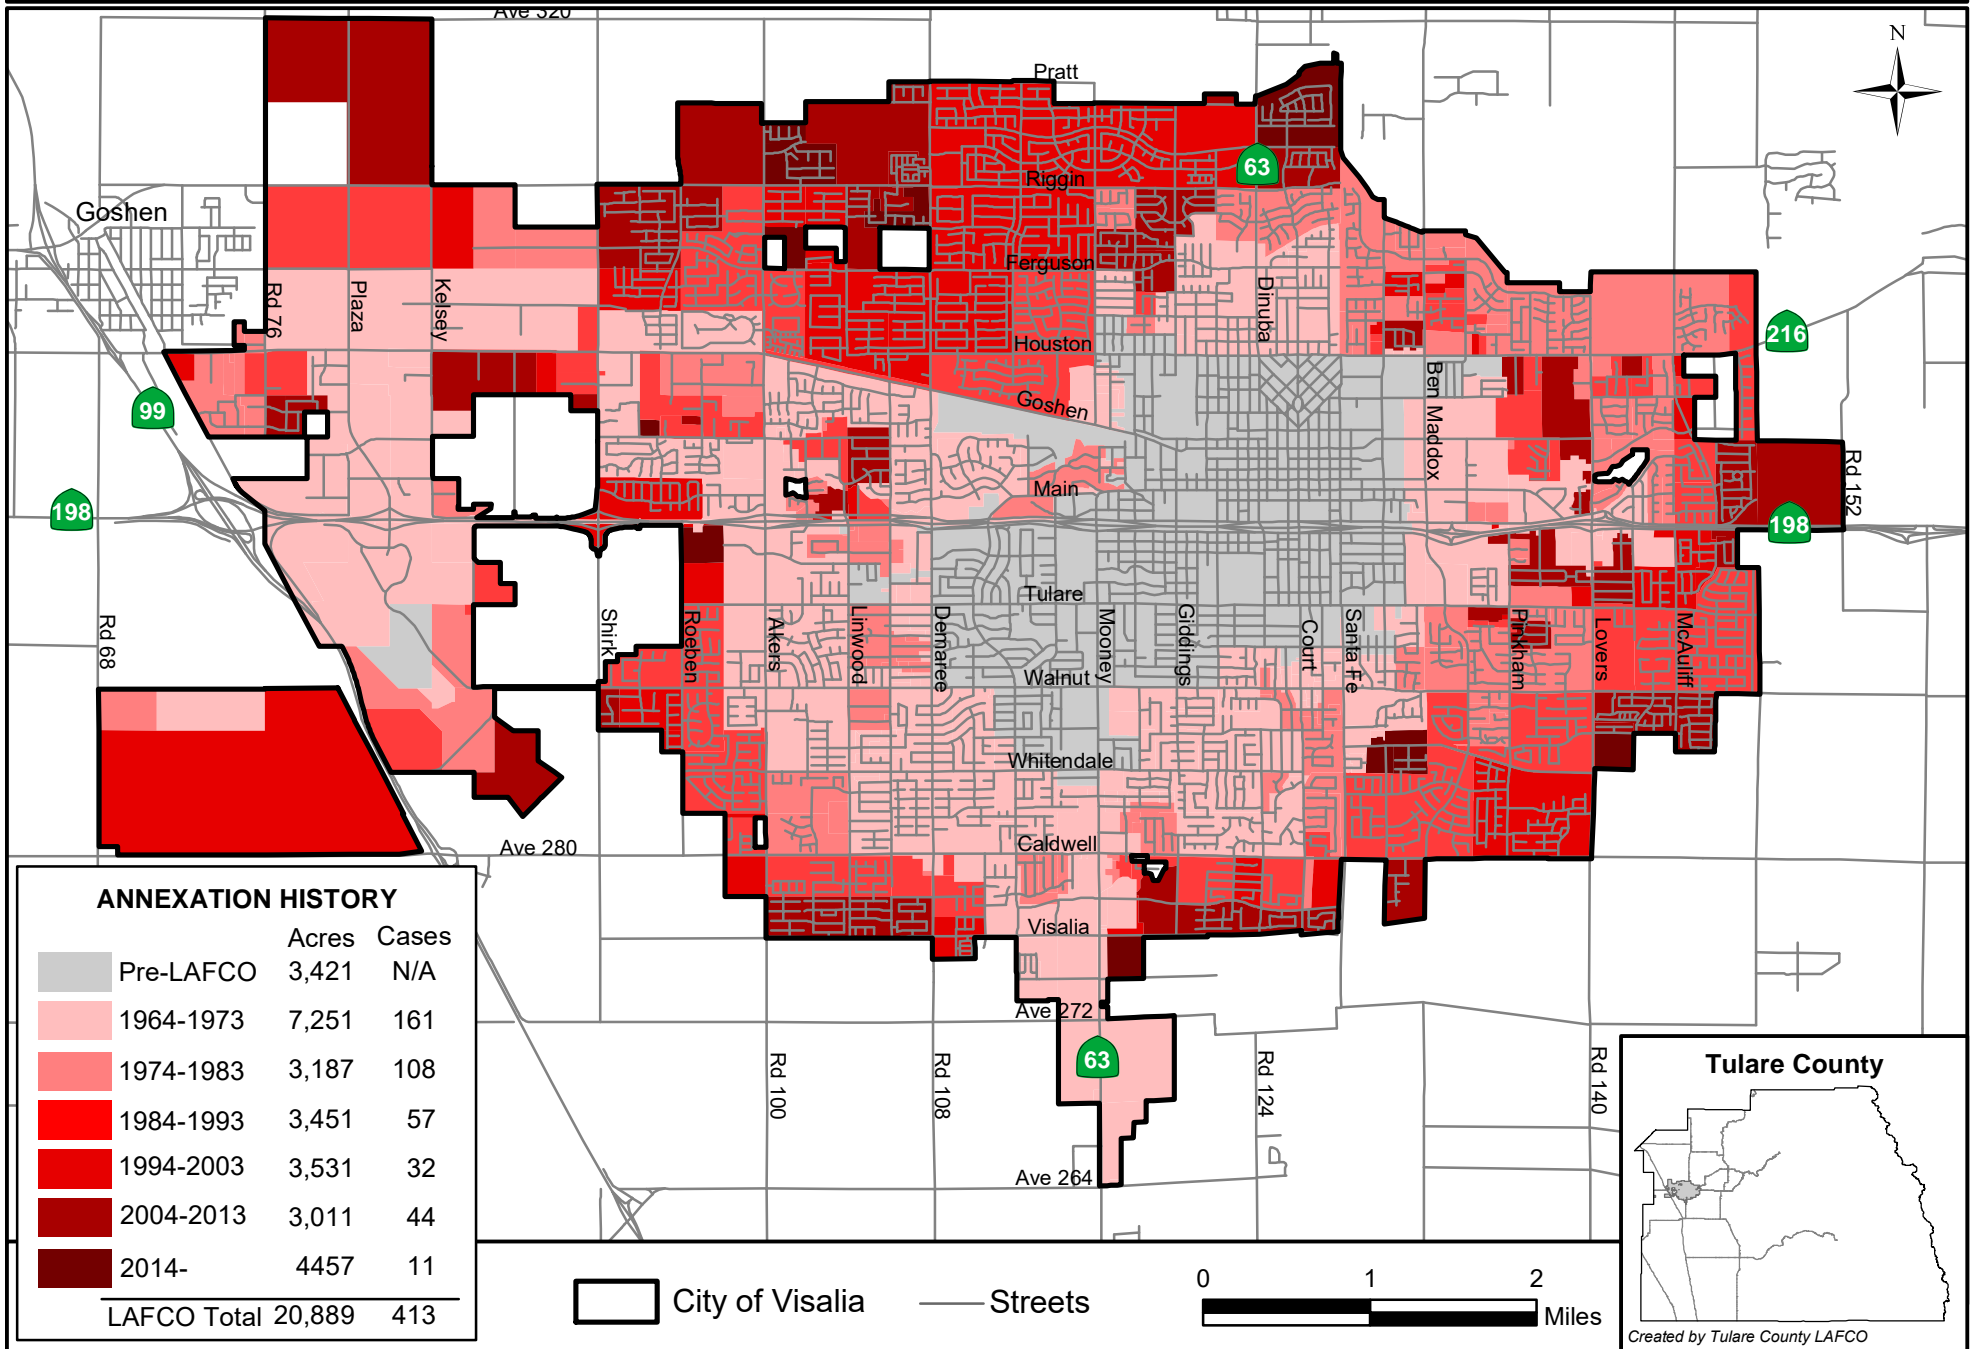 Ave 320
N
Pratt
63
Riggin
Goshen
Ferguson
Rd 76
Plaza
Kelsey
Dinuba
216
Houston
Ben Maddox
99
Goshen
Main
Rd 152
198
198
Tulare
Rd 68
Shirk
Roeben
Akers
Linwood
Demaree
Mooney
Giddings
Court
Santa Fe
Pinkham
Lovers
McAuliff
Walnut
Whitendale
Caldwell
Ave 280
Visalia
Ave 272
63
Rd 100
Rd 108
Rd 124
Rd 140
Ave 264
ANNEXATION HISTORY
Acres Cases
Pre-LAFCO 3,421 N/A
1964-1973 7,251 161
1974-1983 3,187 108
1984-1993 3,451 57
1994-2003 3,531 32
2004-2013 3,011 44
2014- 4457 11
LAFCO Total 20,889 413
City of Visalia
Streets
0 1 2
Miles
Tulare County
Created by Tulare County LAFCO